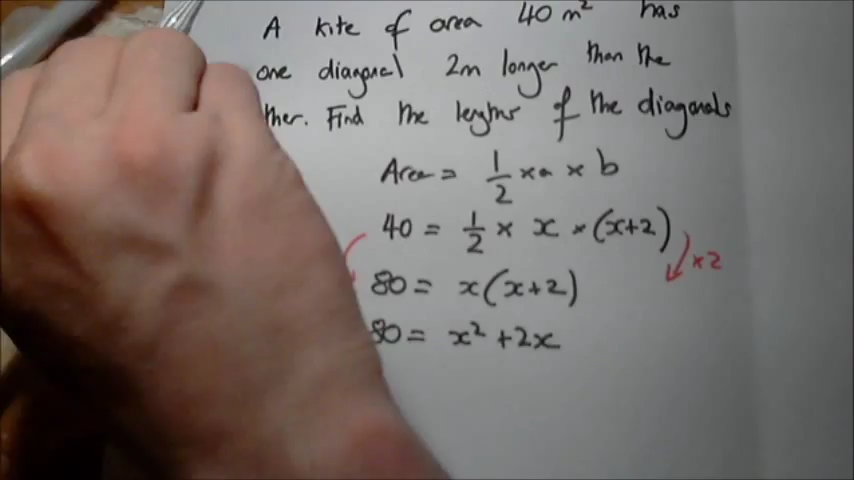 A kite of area 40 m² has
one diagonal 2m longer than the
ther. Find the lengths of the diagonals
Area = 1/2 × a × b
40 = 1/2 × x × (x+2)
×2
80 = x(x+2)
80 = x² + 2x